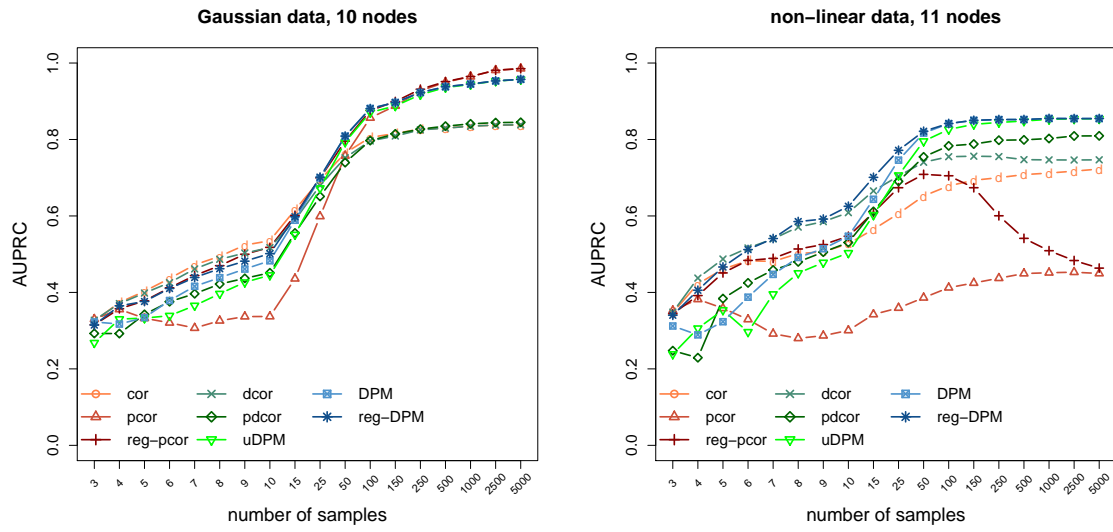 Gaussian data, 10 nodes
AUPRC
1.0
0.8
0.6
0.4
0.2
0.0
cor
pcor
reg−pcor
dcor
pdcor
uDPM
DPM
reg−DPM
3 4 5 6 7 8 9 10 15 25 50 100 150 250 500 1000 2500 5000
number of samples
non−linear data, 11 nodes
AUPRC
1.0
0.8
0.6
0.4
0.2
0.0
cor
pcor
reg−pcor
dcor
pdcor
uDPM
DPM
reg−DPM
3 4 5 6 7 8 9 10 15 25 50 100 150 250 500 1000 2500 5000
number of samples